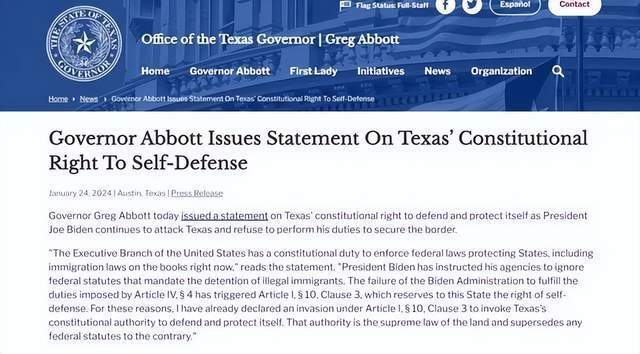 Flag Status: Full-Staff
Español
Contact
THE STATE OF TEXAS
GOVERNOR
Office of the Texas Governor | Greg Abbott
Home Governor Abbott First Lady Initiatives News Organization
Home News Governor Abbott Issues Statement On Texas' Constitutional Right To Self-Defense
Governor Abbott Issues Statement On Texas’ Constitutional
Right To Self-Defense
January 24, 2024 | Austin, Texas | Press Release
Governor Greg Abbott today issued a statement on Texas' constitutional right to defend and protect itself as President
Joe Biden continues to attack Texas and refuse to perform his duties to secure the border.
"The Executive Branch of the United States has a constitutional duty to enforce federal laws protecting States, including
immigration laws on the books right now," reads the statement. "President Biden has instructed his agencies to ignore
federal statutes that mandate the detention of illegal immigrants. The failure of the Biden Administration to fulfill the
duties imposed by Article IV, § 4 has triggered Article I, § 10, Clause 3, which reserves to this State the right of self-
defense. For these reasons, I have already declared an invasion under Article I, § 10, Clause 3 to invoke Texas's
constitutional authority to defend and protect itself. That authority is the supreme law of the land and supersedes any
federal statutes to the contrary."